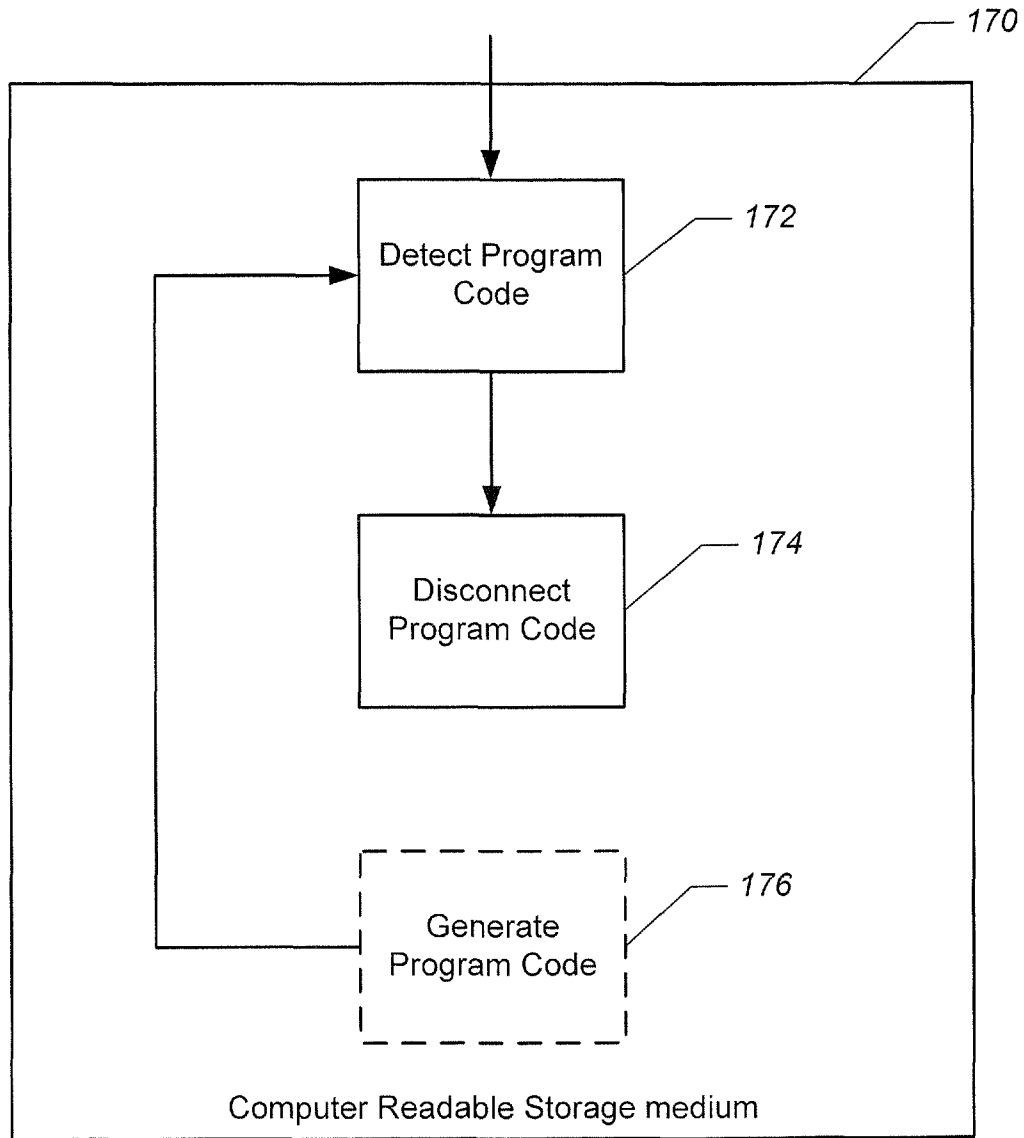 170
172
Detect Program
Code
174
Disconnect
Program Code
176
Generate
Program Code
Computer Readable Storage medium